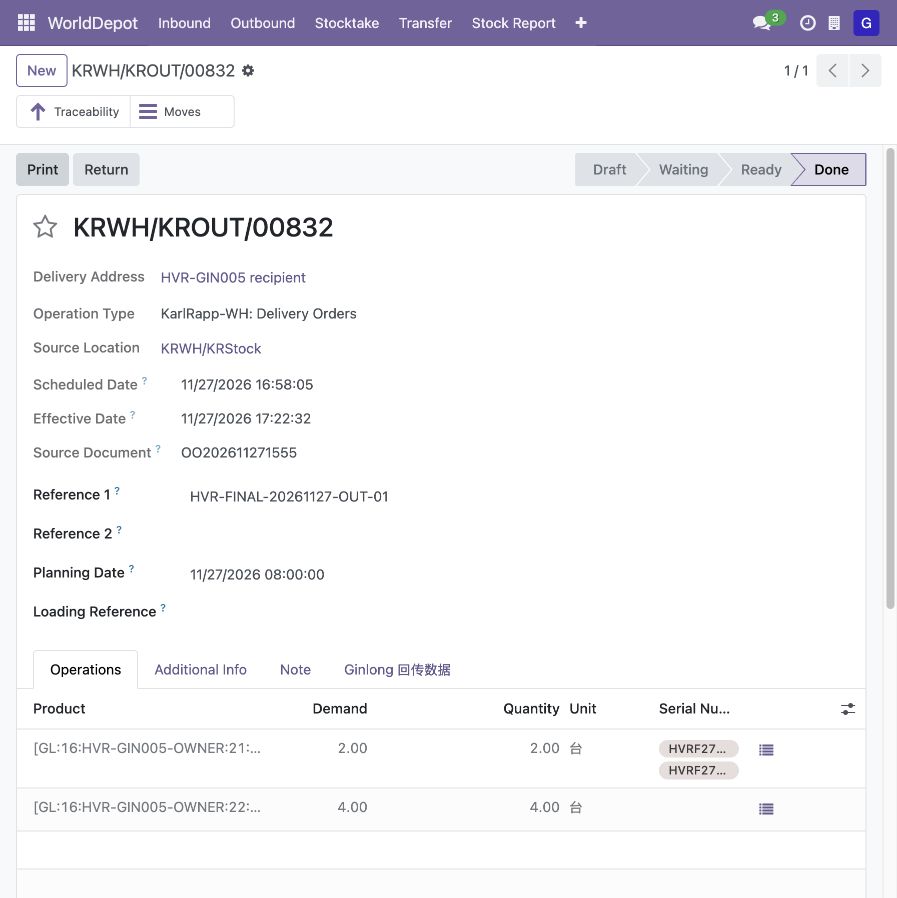 WorldDepot Inbound Outbound Stocktake Transfer Stock Report + 3 G
New KRWH/KROUT/00832 1 / 1
Traceability Moves
Print Return Draft Waiting Ready Done
KRWH/KROUT/00832
Delivery Address HVR-GIN005 recipient
Operation Type KarlRapp-WH: Delivery Orders
Source Location KRWH/KRStock
Scheduled Date ? 11/27/2026 16:58:05
Effective Date ? 11/27/2026 17:22:32
Source Document ? OO202611271555
Reference 1 ? HVR-FINAL-20261127-OUT-01
Reference 2 ?
Planning Date ? 11/27/2026 08:00:00
Loading Reference ?
Operations Additional Info Note Ginlong 回传数据
Product Demand Quantity Unit Serial Nu...
[GL:16:HVR-GIN005-OWNER:21:... 2.00 2.00 台 HVRF27...
HVRF27...
[GL:16:HVR-GIN005-OWNER:22:... 4.00 4.00 台